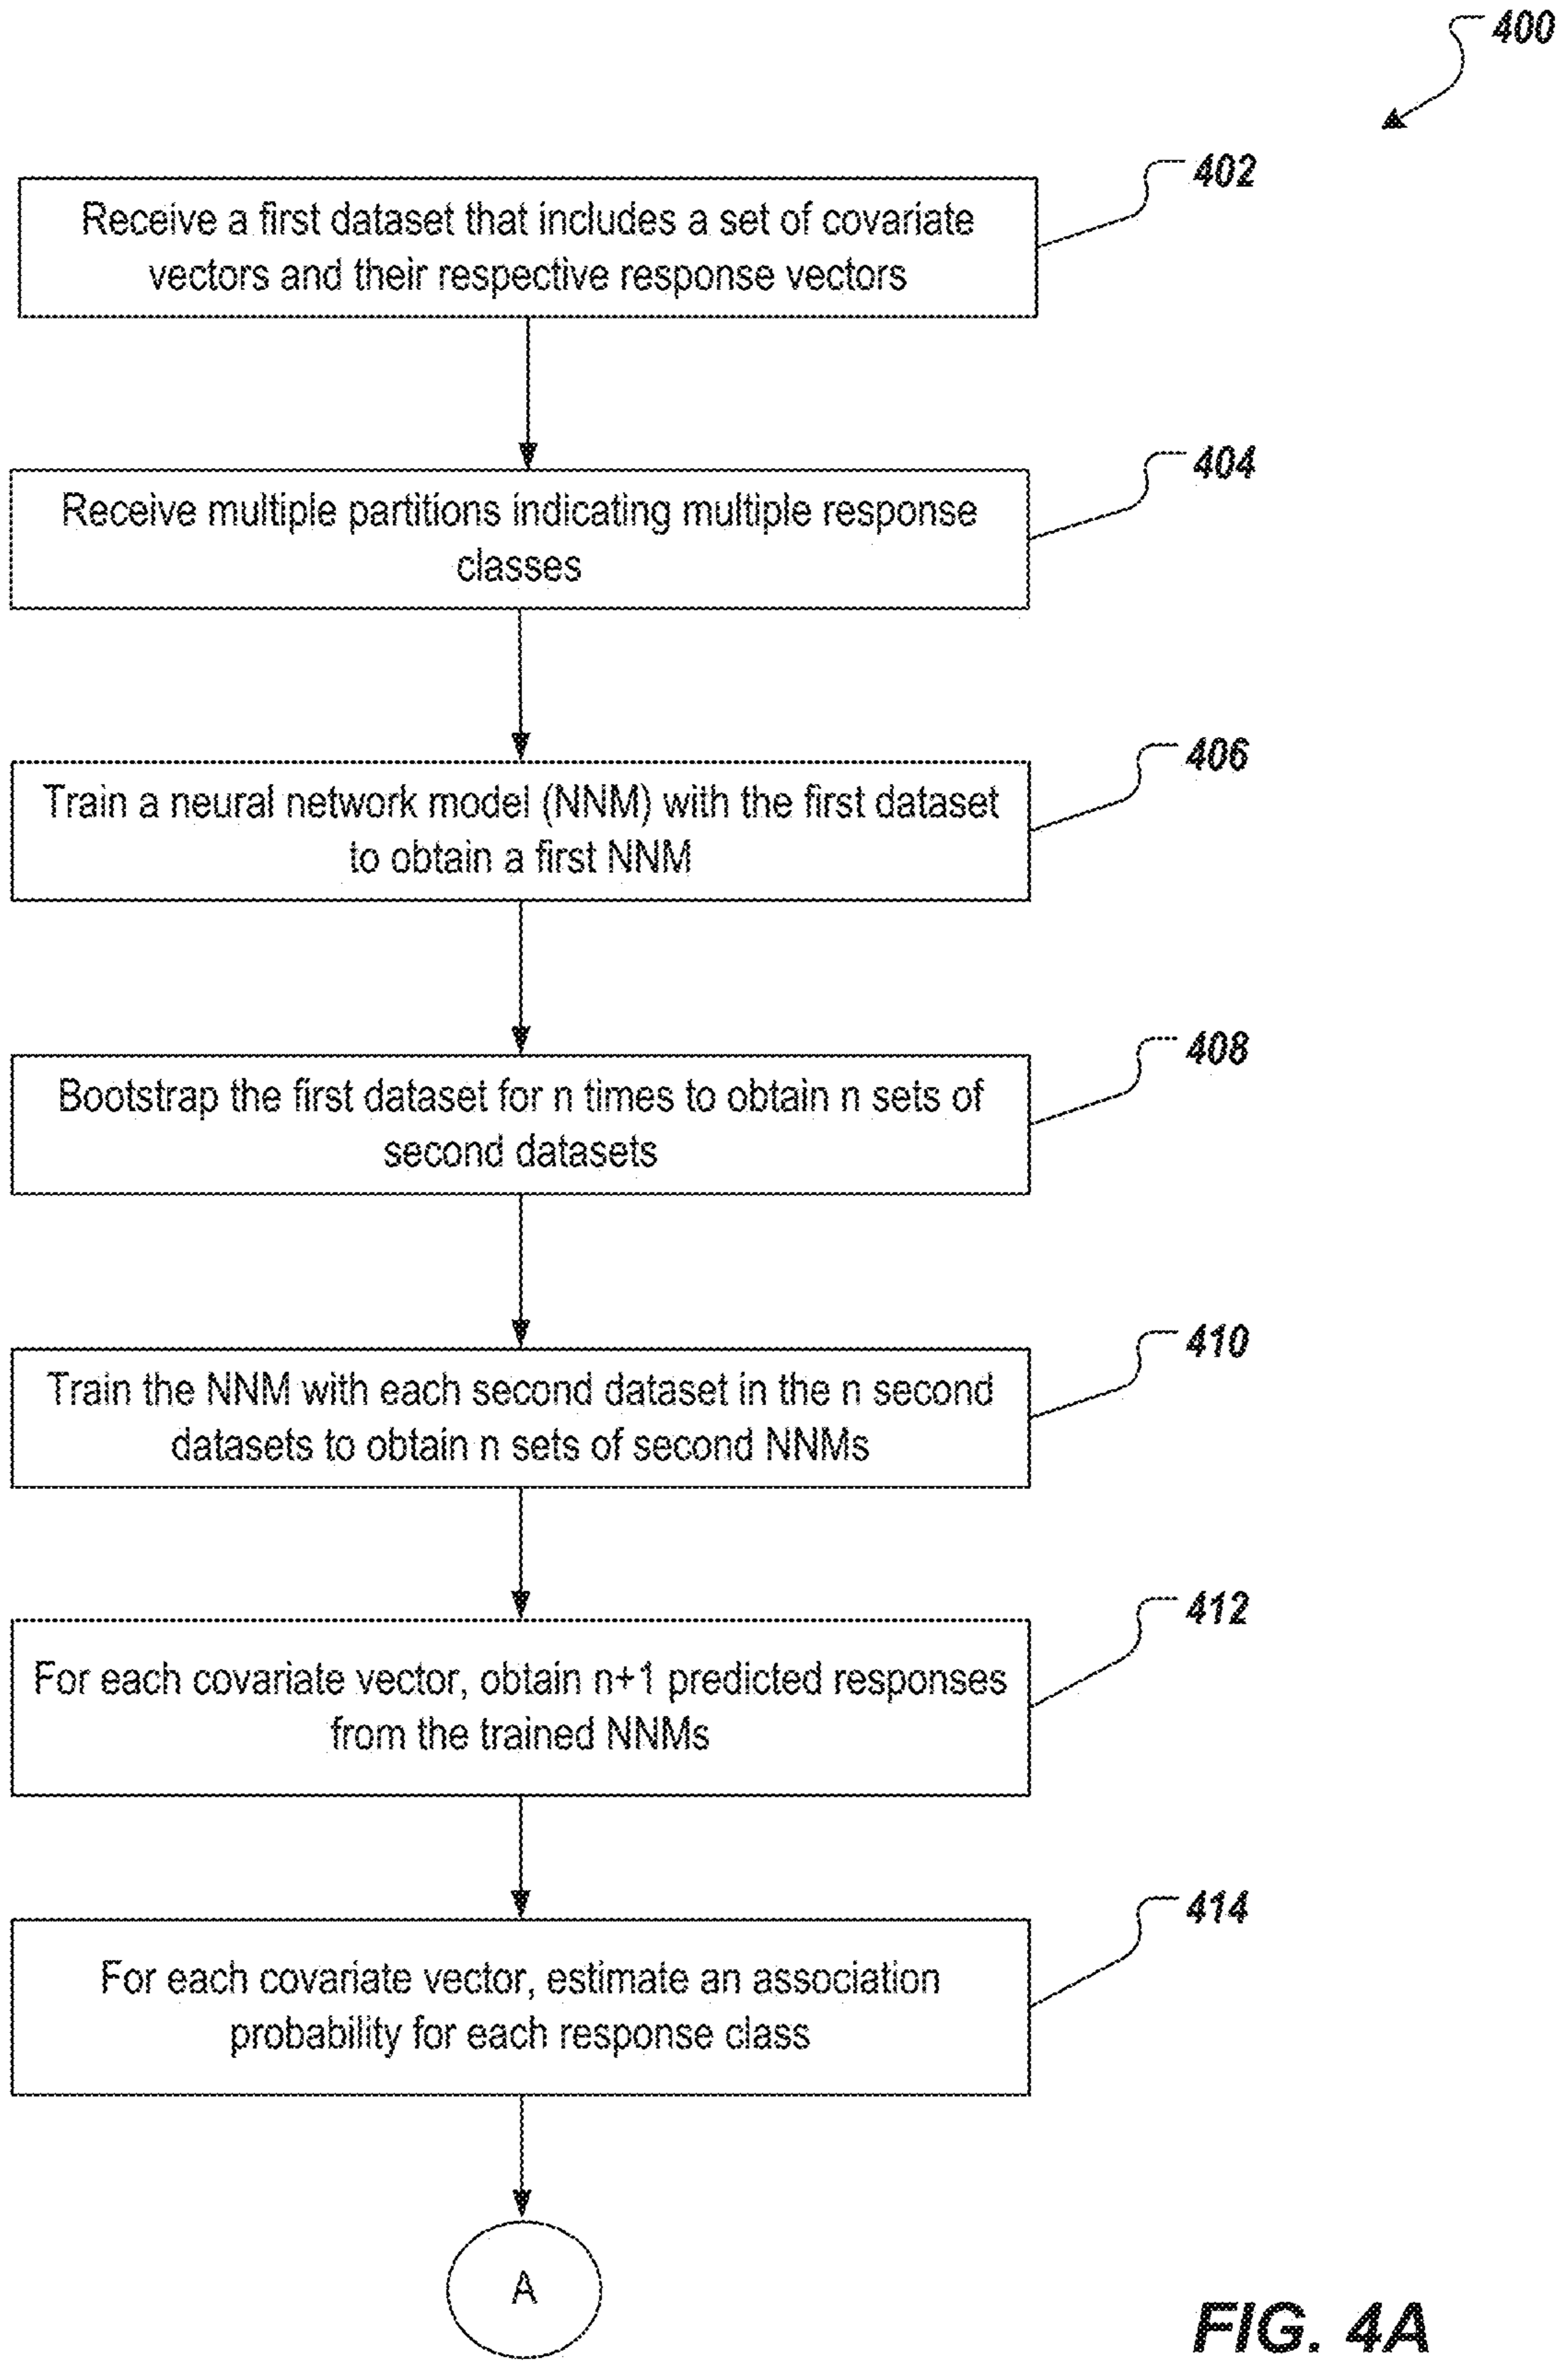 400
402
Receive a first dataset that includes a set of covariate
vectors and their respective response vectors
404
Receive multiple partitions indicating multiple response
classes
406
Train a neural network model (NNM) with the first dataset
to obtain a first NNM
408
Bootstrap the first dataset for n times to obtain n sets of
second datasets
410
Train the NNM with each second dataset in the n second
datasets to obtain n sets of second NNMs
412
For each covariate vector, obtain n+1 predicted responses
from the trained NNMs
414
For each covariate vector, estimate an association
probability for each response class
A
FIG. 4A